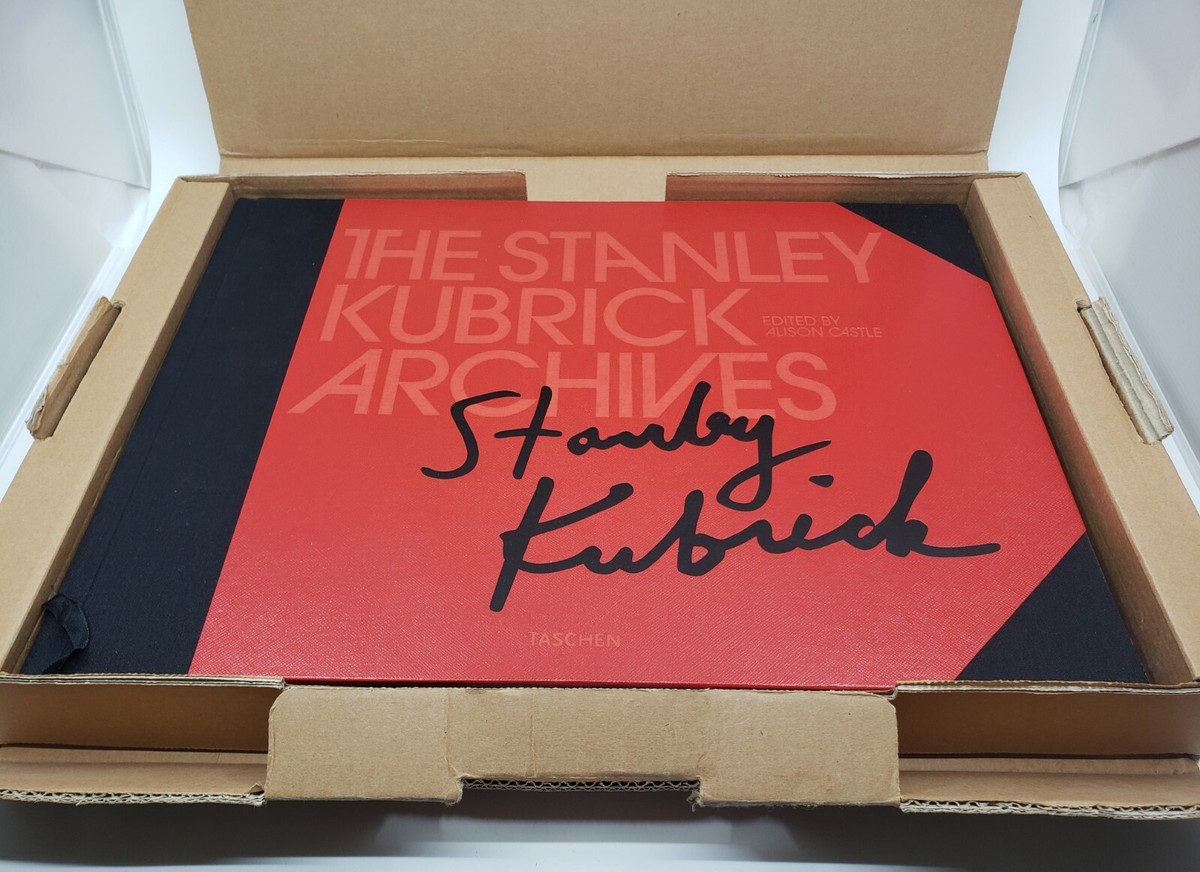 THE STANLEY
KUBRICK
EDITED BY
ALISON CASTLE
ARCHIVES
Stanley
Kubrick
TASCHEN